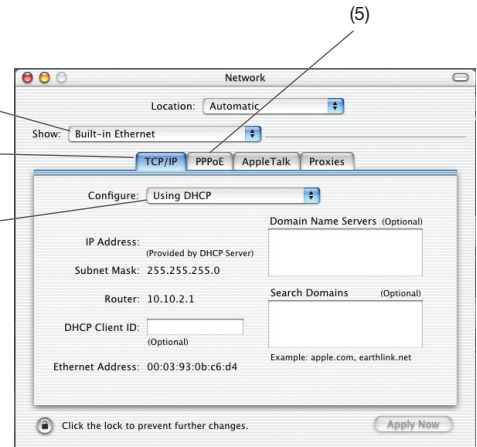 (5)
Network
Location: Automatic
Show: Built-in Ethernet
TCP/IP PPPoE AppleTalk Proxies
Configure: Using DHCP
Domain Name Servers (Optional)
IP Address:
(Provided by DHCP Server)
Subnet Mask: 255.255.255.0
Router: 10.10.2.1
Search Domains (Optional)
DHCP Client ID:
(Optional)
Example: apple.com, earthlink.net
Ethernet Address: 00:03:93:0b:c6:d4
Click the lock to prevent further changes.
Apply Now